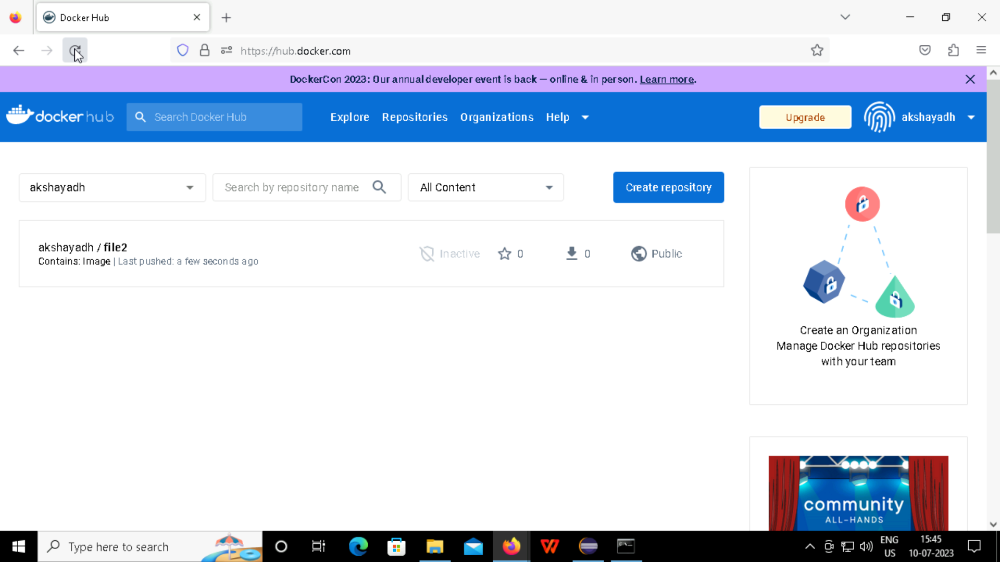 Docker Hub
https://hub.docker.com
DockerCon 2023: Our annual developer event is back – online & in person. Learn more.
docker hub
Search Docker Hub
Explore
Repositories
Organizations
Help
Upgrade
akshayadh
akshayadh
Search by repository name
All Content
Create repository
akshayadh / file2
Contains: Image | Last pushed: a few seconds ago
Inactive
0
0
Public
Create an Organization
Manage Docker Hub repositories
with your team
community
ALL-HANDS
Type here to search
ENG
US
15:45
10-07-2023